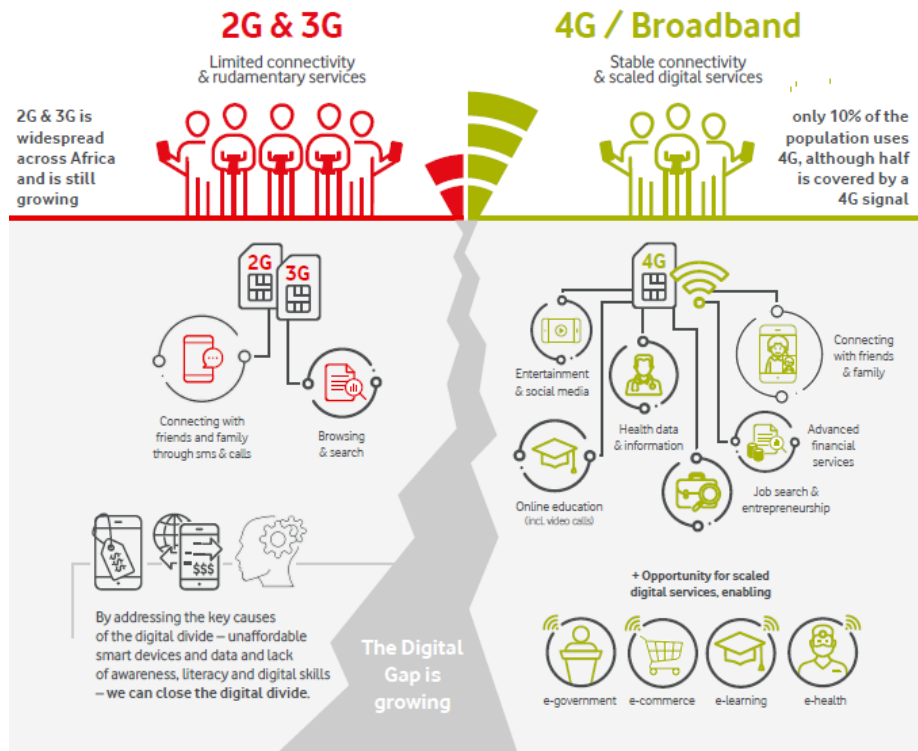 2G & 3G
Limited connectivity
& rudamentary services
2G & 3G is
widespread
across Africa
and is still
growing
4G / Broadband
Stable connectivity
& scaled digital services
only 10% of the
population uses
4G, although half
is covered by a
4G signal
2G
3G
Connecting with
friends and family
through sms & calls
Browsing
& search
4G
Entertainment
& social media
Health data
& information
Connecting
with friends
& family
Advanced
financial
services
Online education
(incl. video calls)
Job search &
entrepreneurship
$$$
By addressing the key causes
of the digital divide – unaffordable
smart devices and data and lack
of awareness, literacy and digital skills
– we can close the digital divide.
The Digital
Gap is
growing
+ Opportunity for scaled
digital services, enabling
e-government
e-commerce
e-learning
e-health